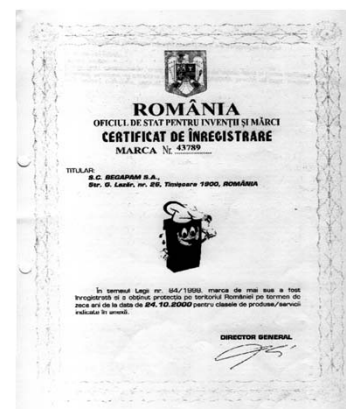 ROMÂNIA
OFICIUL DE STAT PENTRU INVENȚII ȘI MĂRCI
CERTIFICAT DE ÎNREGISTRARE
MARCA Nr. 43789
TITULAR:
S.C. BEGAPAM S.A.,
Str. G. Lazăr, nr. 26, Timișoara 1900, ROMÂNIA
În temeiul Legii nr. 84/1998, marca de mai sus a fost
înregistrată și a obținut protecția pe teritoriul României pe termen de
zece ani de la data de 24.10.2000 pentru clasele de produse/servicii
indicate în anexă.
DIRECTOR GENERAL